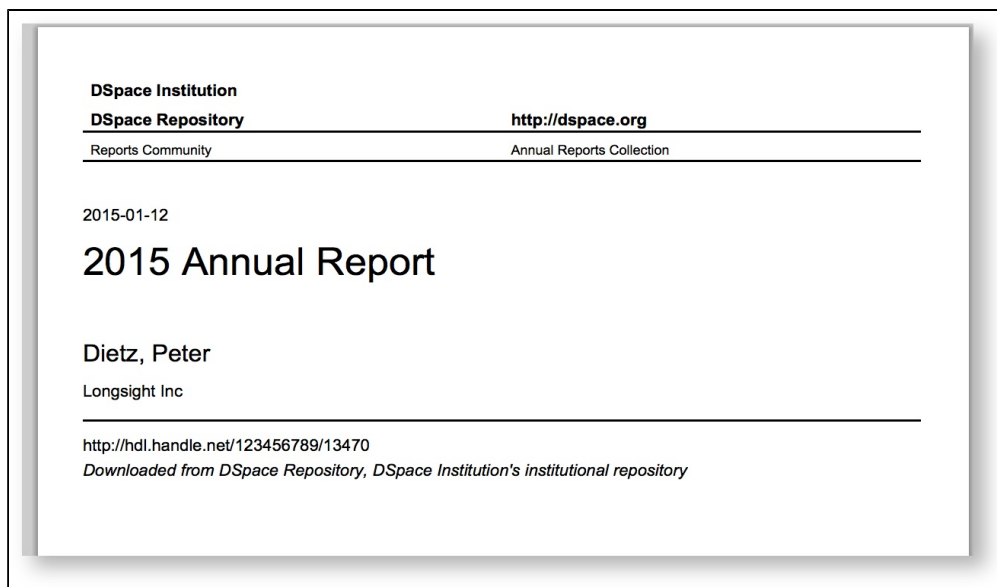 DSpace Institution
DSpace Repository http://dspace.org
Reports Community Annual Reports Collection
2015-01-12
2015 Annual Report
Dietz, Peter
Longsight Inc
http://hdl.handle.net/123456789/13470
Downloaded from DSpace Repository, DSpace Institution's institutional repository